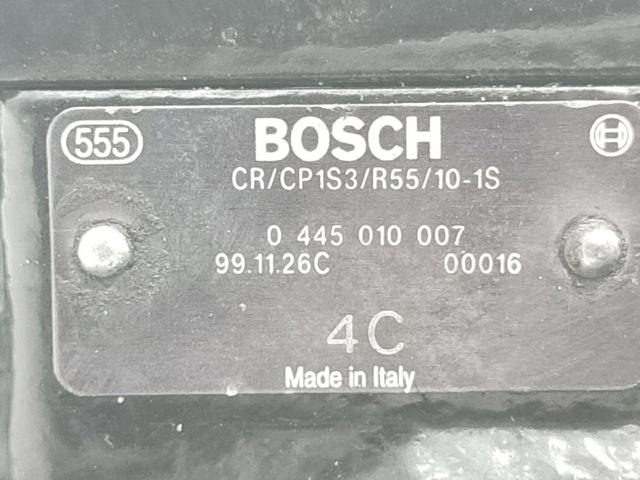 555 BOSCH
CR/CP1S3/R55/10-1S
0 445 010 007
99.11.26C 00016
4C
Made in Italy